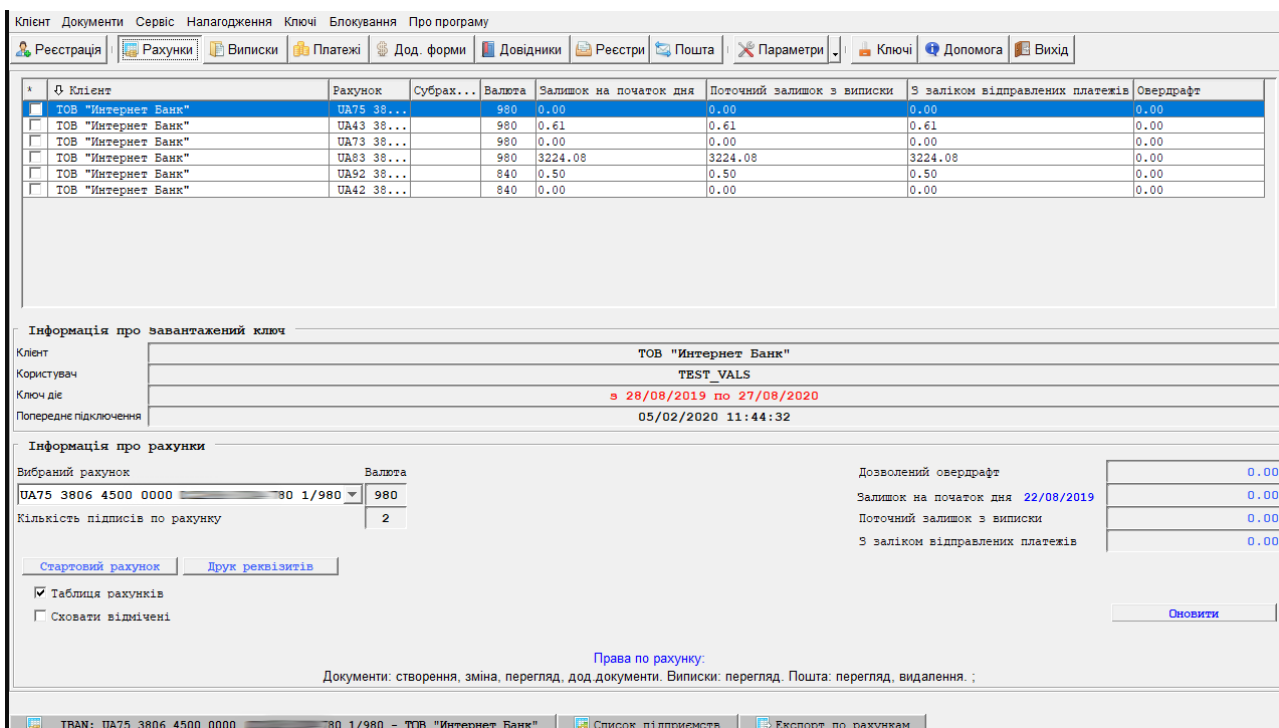 Клієнт Документи Сервіс Налагодження Ключі Блокування Про програму
Реєстрація Рахунки Виписки Платежі Дод. форми Довідники Реєстри Пошта Параметри Ключі Допомога Вихід
* Клієнт Рахунок Субрах... Валюта Залишок на початок дня Поточний залишок з виписки З заліком відправлених платежів Овердрафт
ТОВ "Интернет Банк" UA75 38... 980 0.00 0.00 0.00 0.00
ТОВ "Интернет Банк" UA43 38... 980 0.61 0.61 0.61 0.00
ТОВ "Интернет Банк" UA73 38... 980 0.00 0.00 0.00 0.00
ТОВ "Интернет Банк" UA83 38... 980 3224.08 3224.08 3224.08 0.00
ТОВ "Интернет Банк" UA92 38... 840 0.50 0.50 0.50 0.00
ТОВ "Интернет Банк" UA42 38... 840 0.00 0.00 0.00 0.00
Інформація про завантажений ключ
Клієнт ТОВ "Интернет Банк"
Користувач TEST_VALS
Ключ діє з 28/08/2019 по 27/08/2020
Попереднє підключення 05/02/2020 11:44:32
Інформація про рахунки
Вибраний рахунок Валюта Дозволений овердрафт 0.00
UA75 3806 4500 0000 780 1/980 980 Залишок на початок дня 22/08/2019 0.00
Кількість підписів по рахунку 2 Поточний залишок з виписки 0.00
З заліком відправлених платежів 0.00
Стартовий рахунок Друк реквізитів
Таблиця рахунків
Сховати відмічені Оновити
Права по рахунку:
Документи: створення, зміна, перегляд, дод.документи. Виписки: перегляд. Пошта: перегляд, видалення. ;
IBAN: UA75 3806 4500 0000 780 1/980 - ТОВ "Интернет Банк" Список підприємств Експорт по рахункам